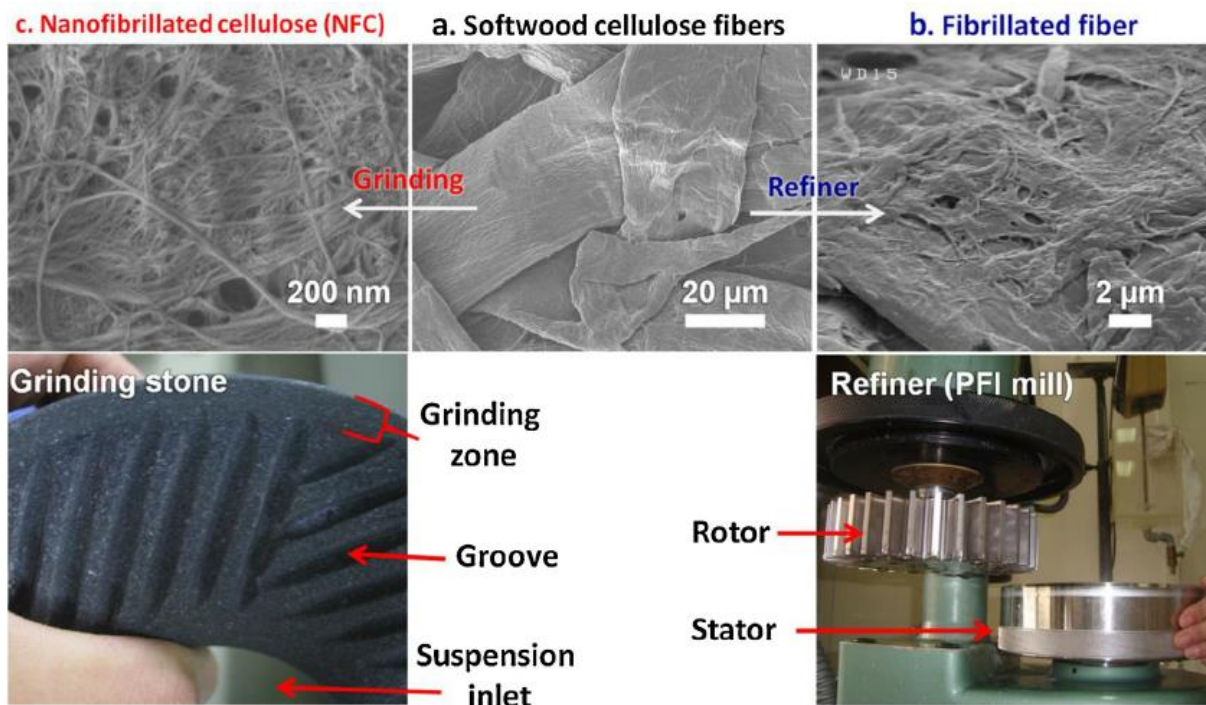 c. Nanofibrillated cellulose (NFC)
a. Softwood cellulose fibers
b. Fibrillated fiber
WD15
Grinding
Refiner
200 nm
20 µm
2 µm
Grinding stone
Grinding
zone
Groove
Suspension
inlet
Refiner (PFI mill)
Rotor
Stator